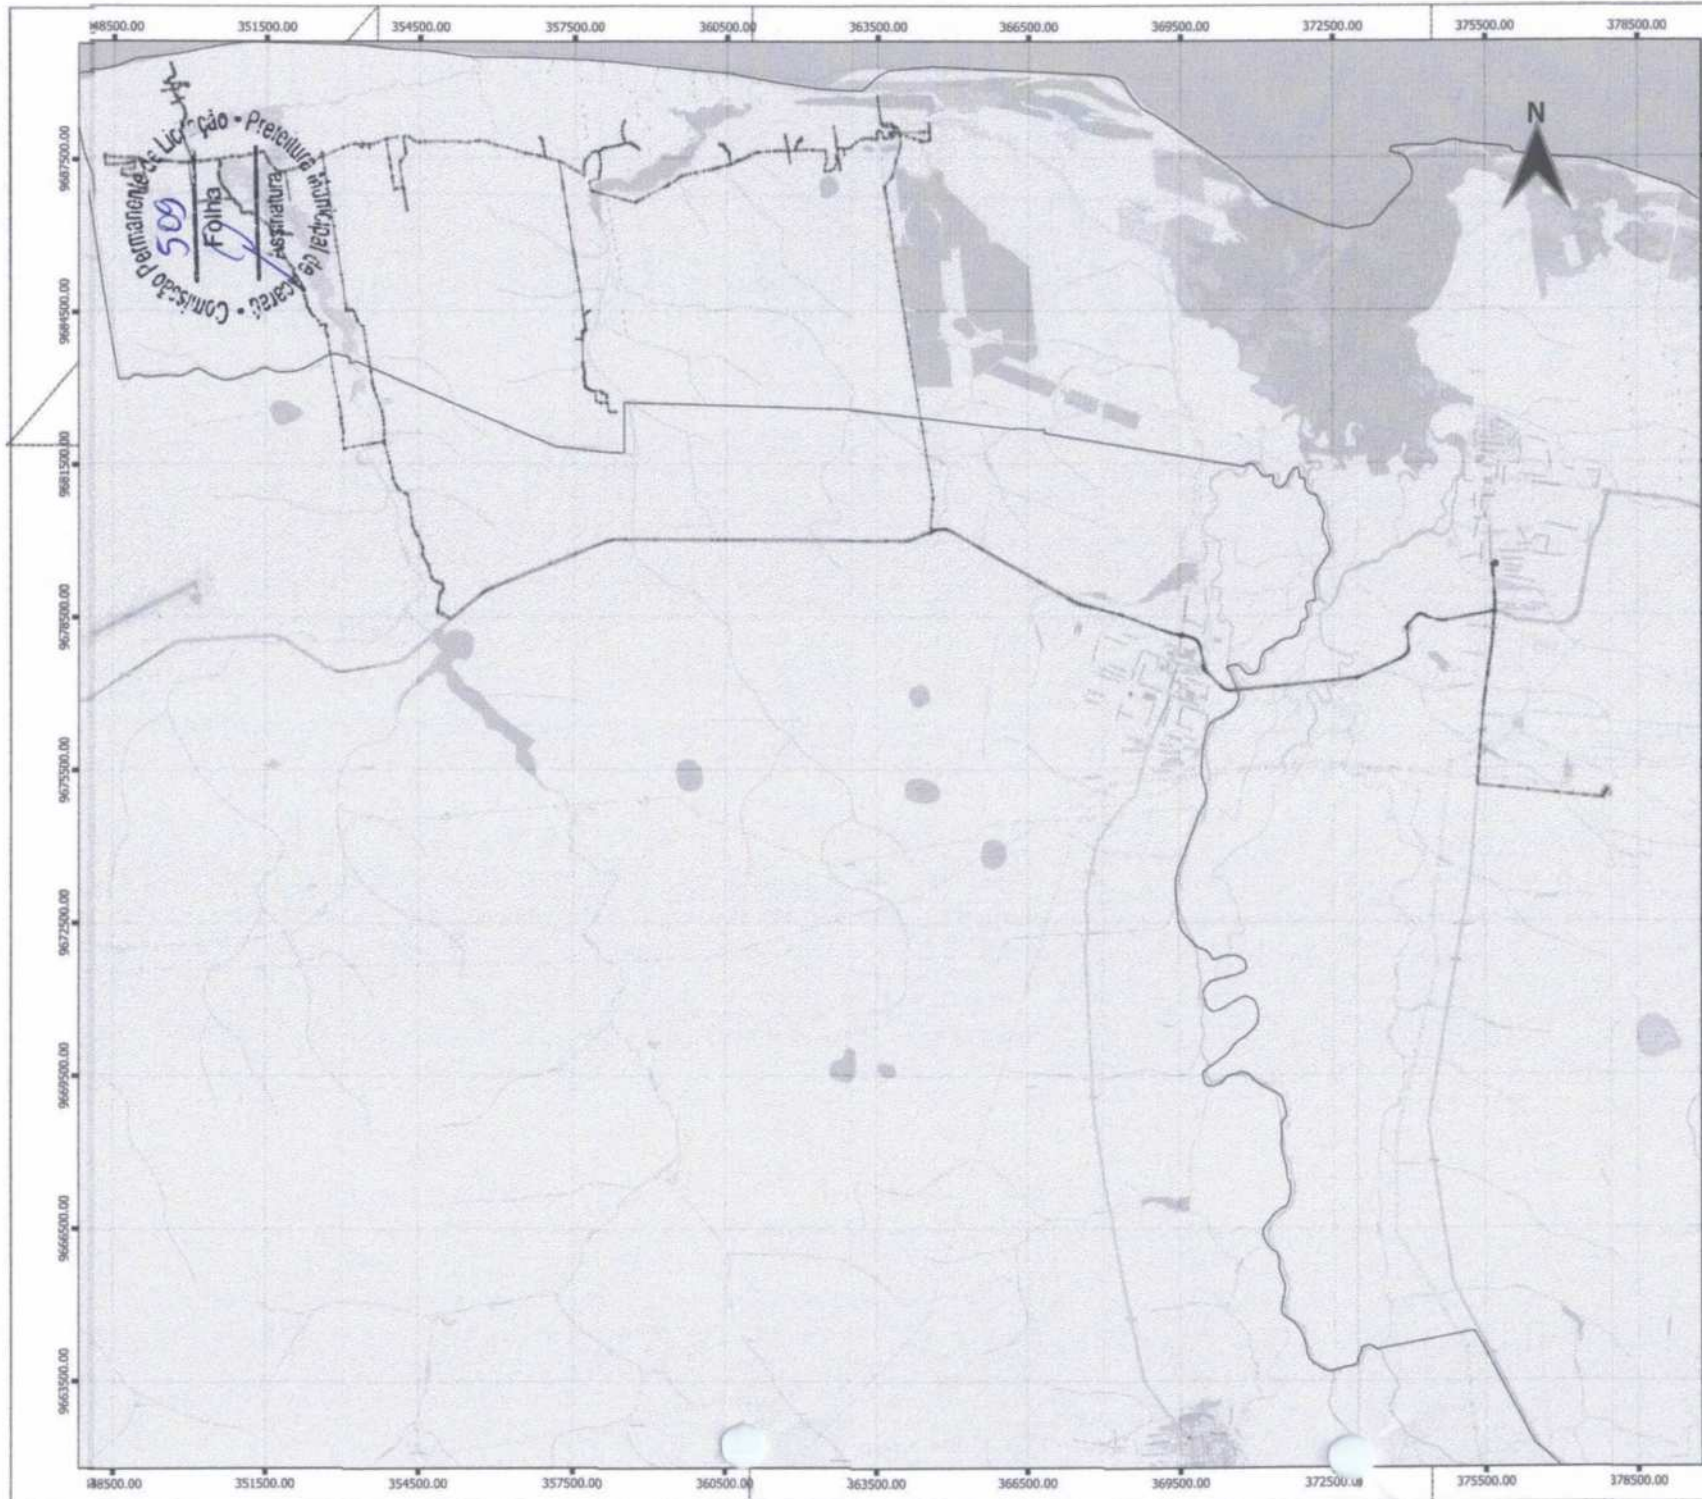 48500.00 351500.00 354500.00 357500.00 360500.00 363500.00 366500.00 369500.00 372500.00 375500.00 378500.00
N
9687500.00
9684500.00
9681500.00
9678500.00
9675500.00
9672500.00
9669500.00
9666500.00
9663500.00
Comissão Permanente de Licitação • Prefeitura Municipal de Acaraú •
509
Folha
Assinatura
348500.00 351500.00 354500.00 357500.00 360500.00 363500.00 366500.00 369500.00 372500.00 375500.00 378500.00